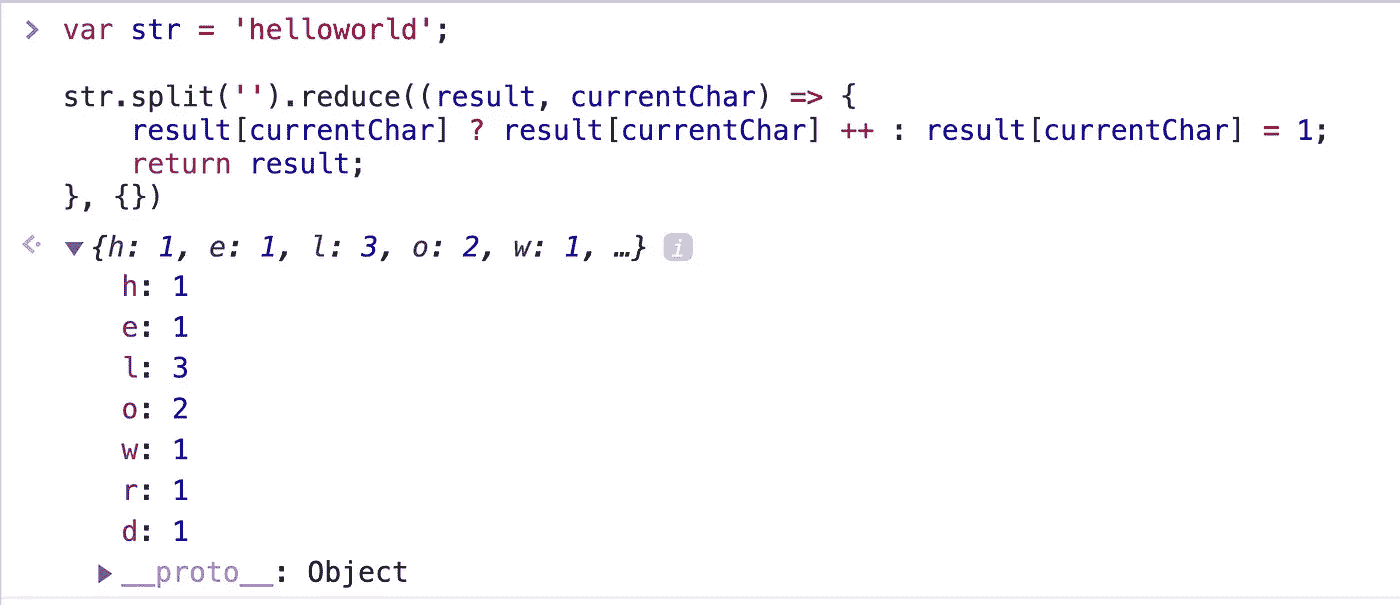 > var str = 'helloworld';
str.split('').reduce((result, currentChar) => {
    result[currentChar] ? result[currentChar] ++ : result[currentChar] = 1;
    return result;
}, {})
<· ▼{h: 1, e: 1, l: 3, o: 2, w: 1, …} i
h: 1
e: 1
l: 3
o: 2
w: 1
r: 1
d: 1
▶ __proto__: Object